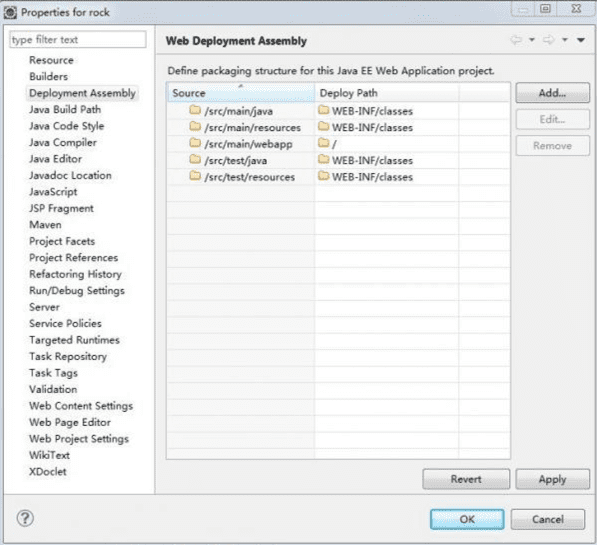 Properties for rock
type filter text
Resource
Builders
Deployment Assembly
Java Build Path
Java Code Style
Java Compiler
Java Editor
Javadoc Location
JavaScript
JSP Fragment
Maven
Project Facets
Project References
Refactoring History
Run/Debug Settings
Server
Service Policies
Targeted Runtimes
Task Repository
Task Tags
Validation
Web Content Settings
Web Page Editor
Web Project Settings
WikiText
XDoclet
Web Deployment Assembly
Define packaging structure for this Java EE Web Application project.
Source Deploy Path
/src/main/java WEB-INF/classes
/src/main/resources WEB-INF/classes
/src/main/webapp /
/src/test/java WEB-INF/classes
/src/test/resources WEB-INF/classes
Add...
Edit...
Remove
Revert Apply
? OK Cancel